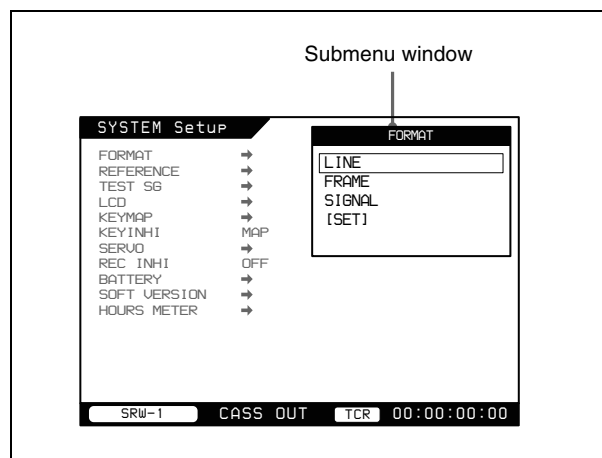 Submenu window
SYSTEM Setup
FORMAT →
REFERENCE →
TEST SG →
LCD →
KEYMAP →
KEYINHI MAP
SERVO →
REC INHI OFF
BATTERY →
SOFT VERSION →
HOURS METER →
FORMAT
LINE
FRAME
SIGNAL
[SET]
SRW-1 CASS OUT TCR 00:00:00:00